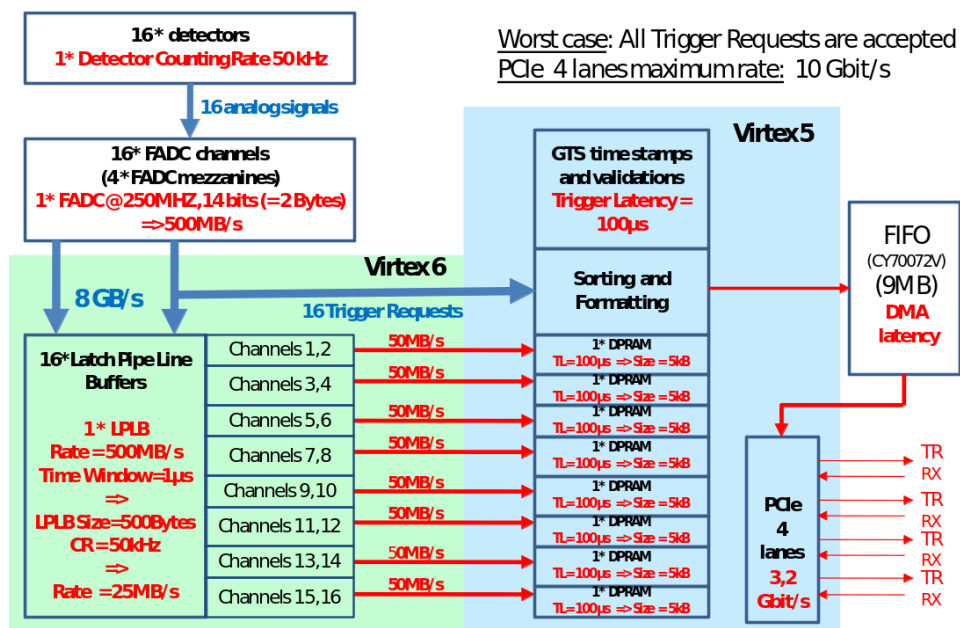 16* detectors
1* Detector Counting Rate 50 kHz
Worst case: All Trigger Requests are accepted
PCIe 4 lanes maximum rate: 10 Gbit/s
16 analog signals
Virtex 5
16* FADC channels
(4* FADC mezzanines)
1* FADC@250MHZ, 14 bits (= 2 Bytes)
=>500MB/s
GTS time stamps
and validations
Trigger Latency =
100µs
Virtex 6
8 GB/s
16 Trigger Requests
Sorting and
Formatting
FIFO
(CY70072V)
(9MB)
DMA
latency
16* Latch Pipe Line
Buffers
1* LPLB
Rate = 500MB/s
Time Window=1µs
=>
LPLB Size=500Bytes
CR = 50kHz
=>
Rate = 25MB/s
Channels 1,2
50MB/s
1* DPRAM
TL=100µs => Size = 5kB
Channels 3,4
50MB/s
1* DPRAM
TL=100µs => Size = 5kB
Channels 5,6
50MB/s
1* DPRAM
TL=100µs => Size = 5kB
Channels 7,8
50MB/s
1* DPRAM
TL=100µs => Size = 5kB
Channels 9,10
50MB/s
1* DPRAM
TL=100µs => Size = 5kB
Channels 11,12
50MB/s
1* DPRAM
TL=100µs => Size = 5kB
Channels 13,14
50MB/s
1* DPRAM
TL=100µs => Size = 5kB
Channels 15,16
50MB/s
1* DPRAM
TL=100µs => Size = 5kB
PCIe
4
lanes
3,2
Gbit/s
TR
RX
TR
RX
TR
RX
TR
RX